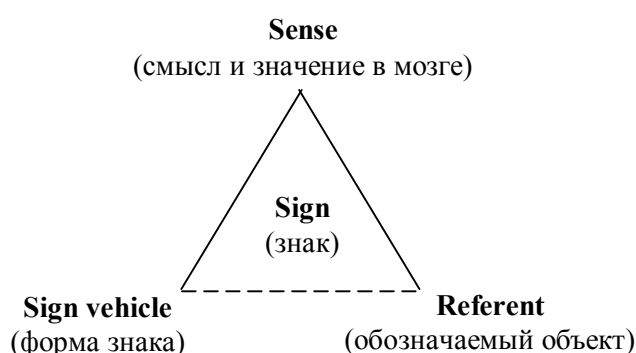 Sense
(смысл и значение в мозге)
Sign
(знак)
Sign vehicle
(форма знака)
Referent
(обозначаемый объект)